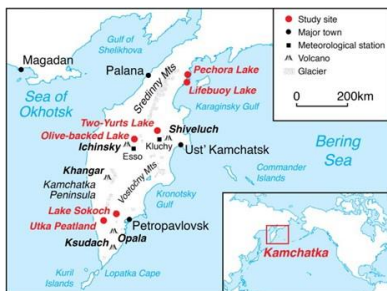 Gulf of
Shelikhova
Magadan
Palana
Sea of
Okhotsk
Sredinny Mts
Pechora Lake
Lifebuoy Lake
Karaginsky Gulf
Two-Yurts Lake
Olive-backed Lake
Shiveluch
Ichinsky
Esso
Kluchy
Ust' Kamchatsk
Bering
Sea
Khangar
Kamchatka
Peninsula
Vostočny Mts
Kronotsky
Gulf
Commander
Islands
Lake Sokoch
Utka Peatland
Petropavlovsk
Opala
Ksudach
Kuril
Islands
Lopatka Cape
Study site
Major town
Meteorological station
Volcano
Glacier
0
200km
Kamchatka